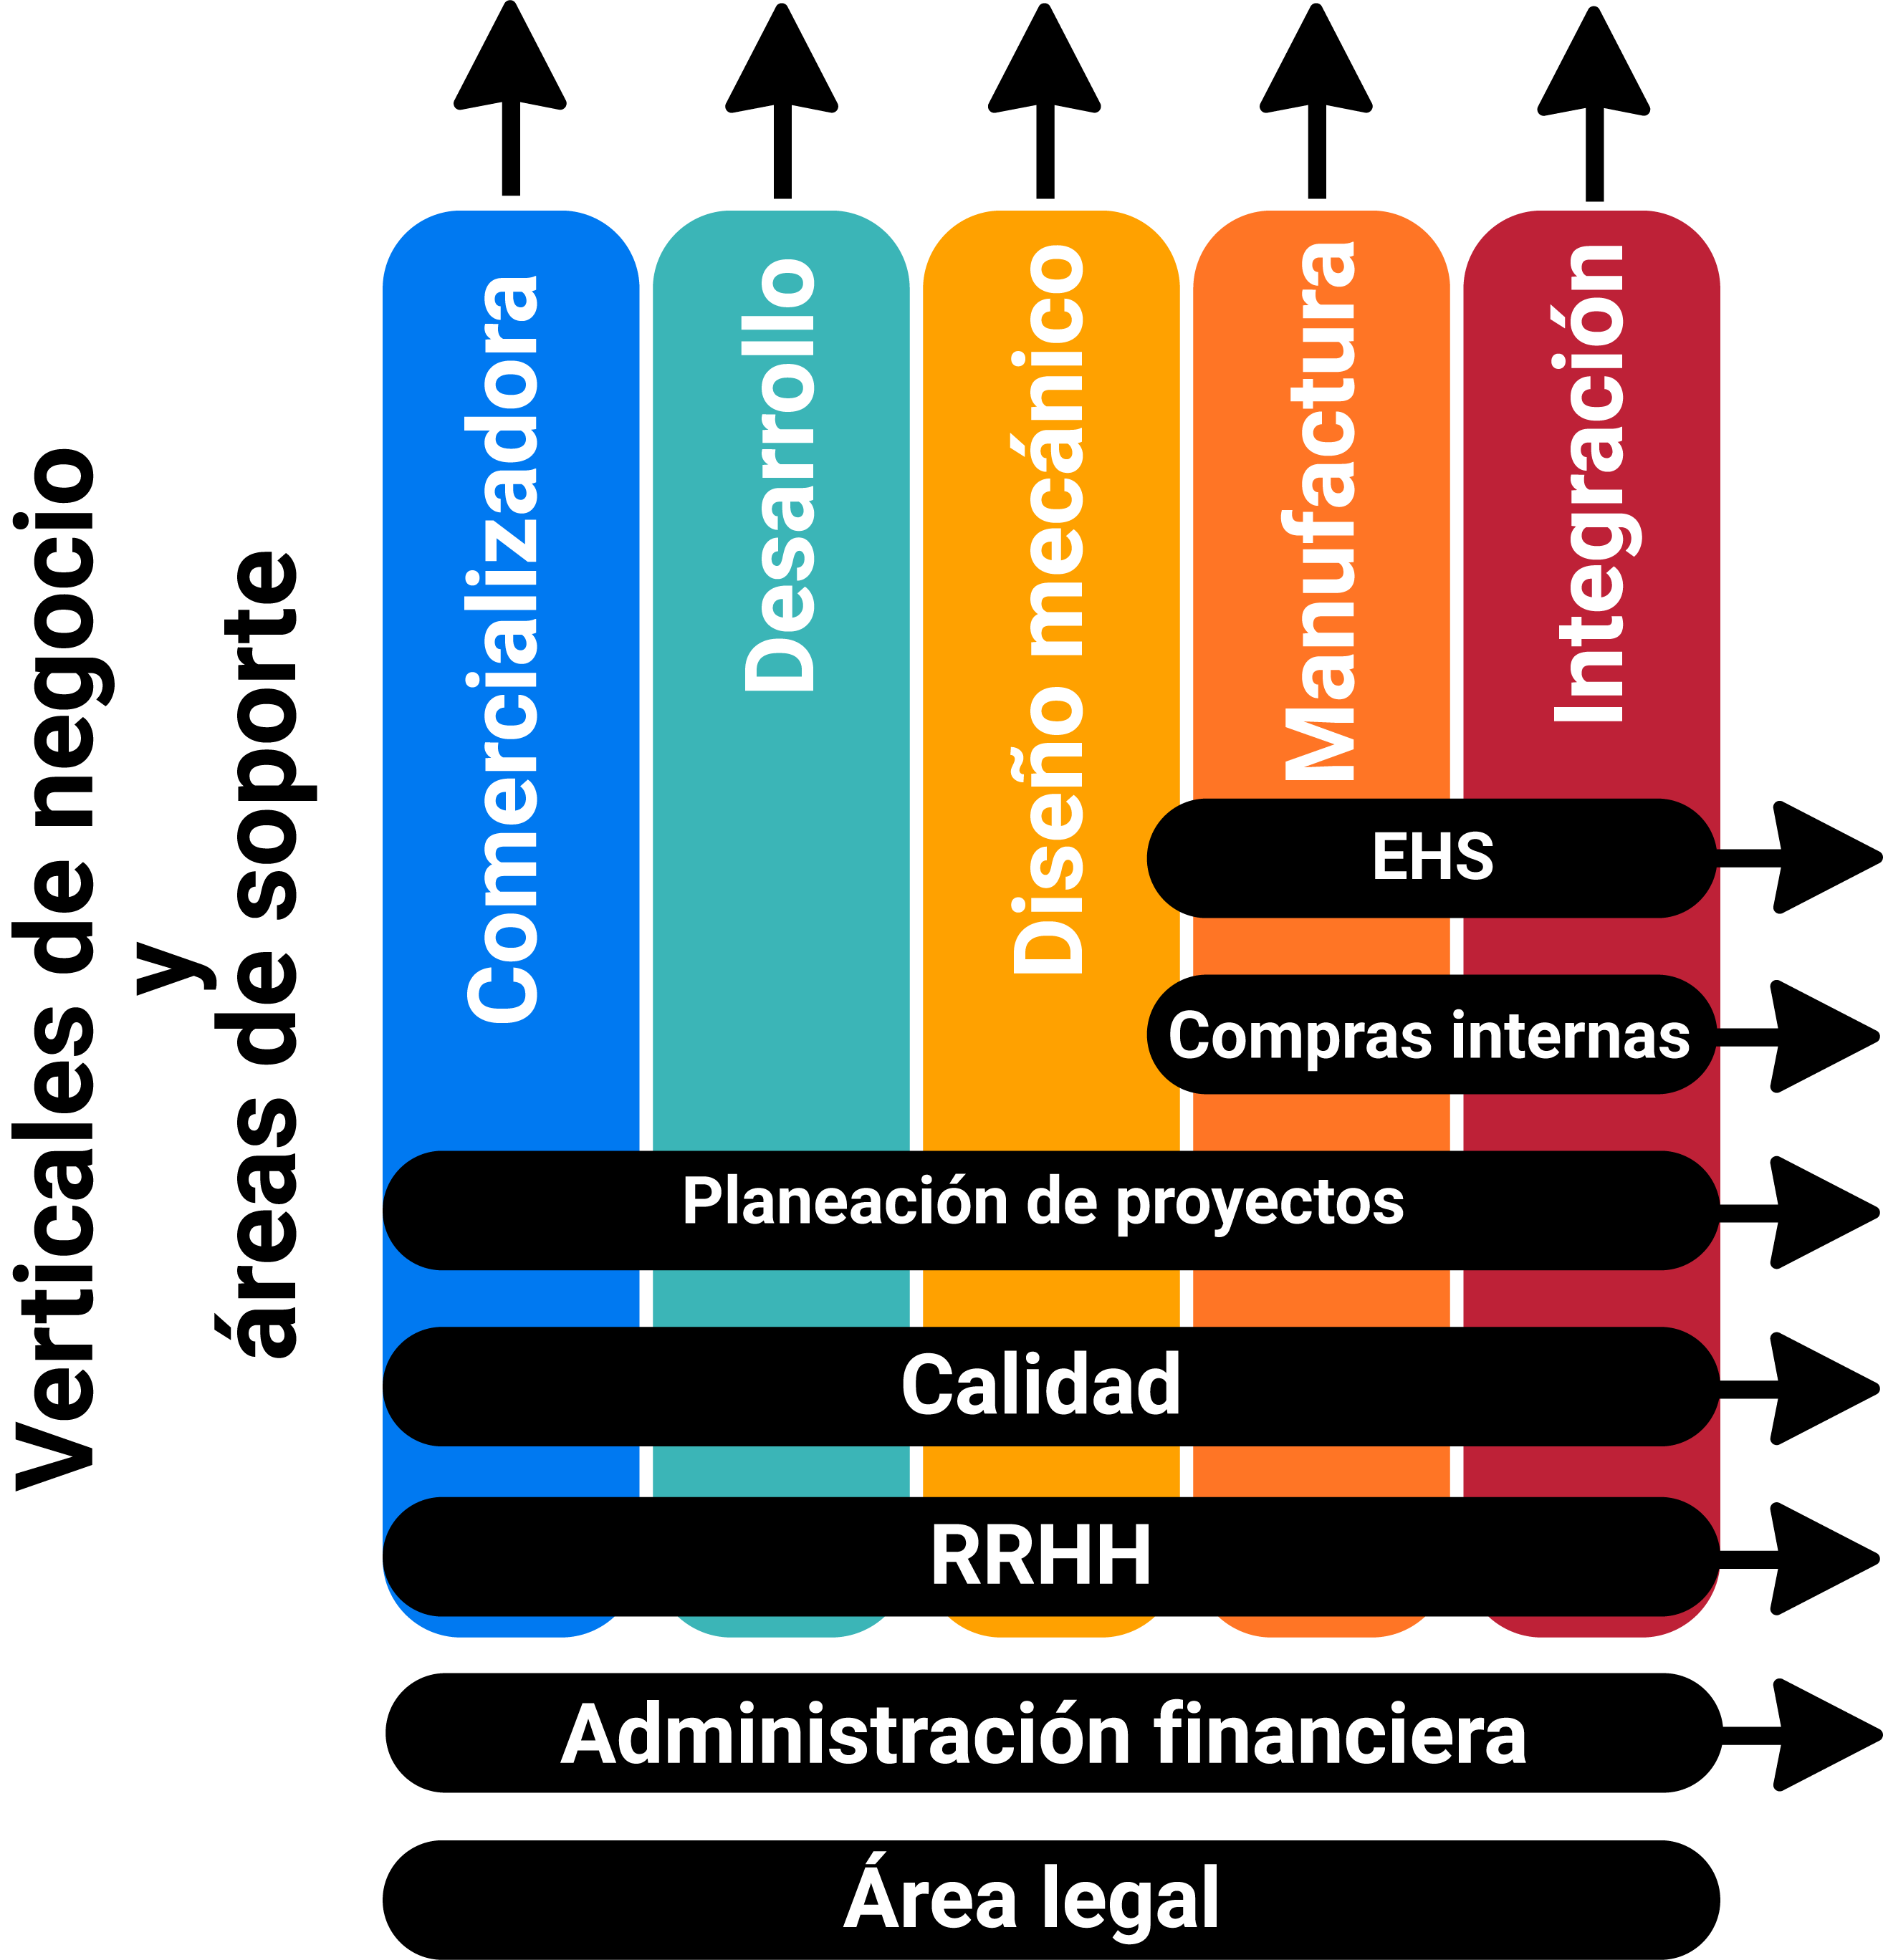 Verticales de negocio
y
áreas de soporte
Comercializadora
Desarrollo
Diseño mecánico
Manufactura
Integración
EHS
Compras internas
Planeación de proyectos
Calidad
RRHH
Administración financiera
Área legal